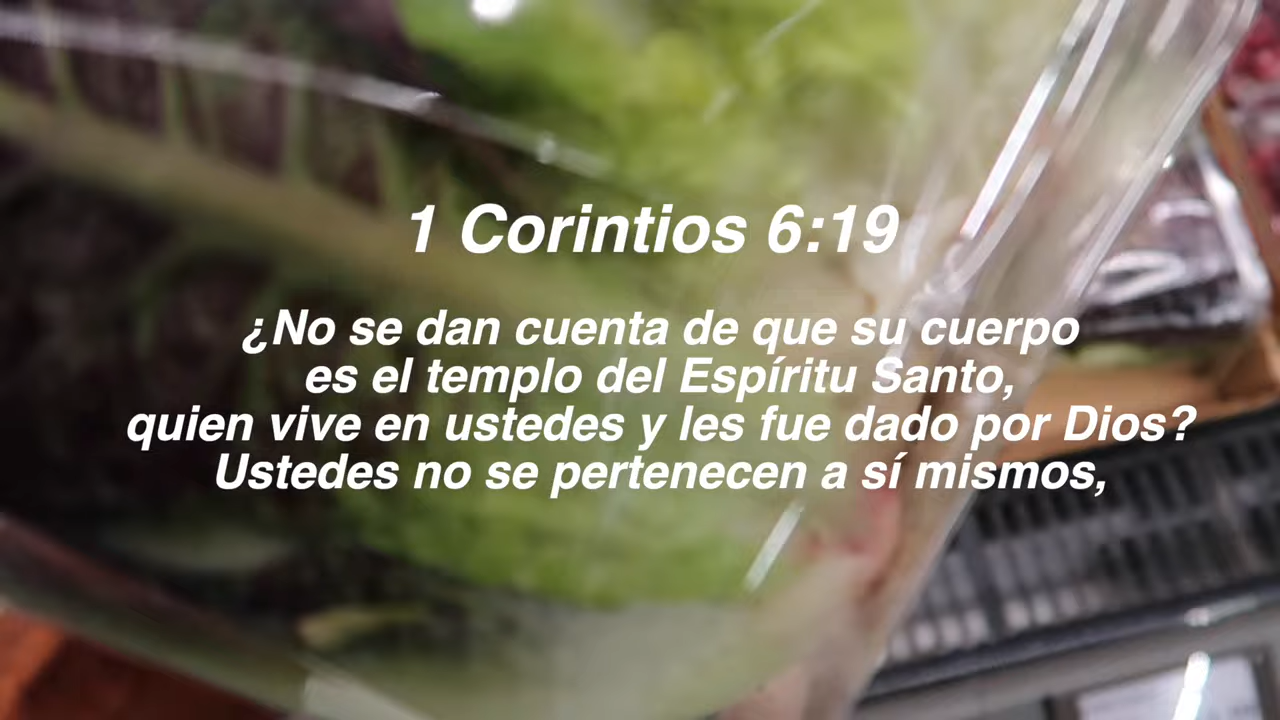 1 Corintios 6:19
¿No se dan cuenta de que su cuerpo
es el templo del Espíritu Santo,
quien vive en ustedes y les fue dado por Dios?
Ustedes no se pertenecen a sí mismos,